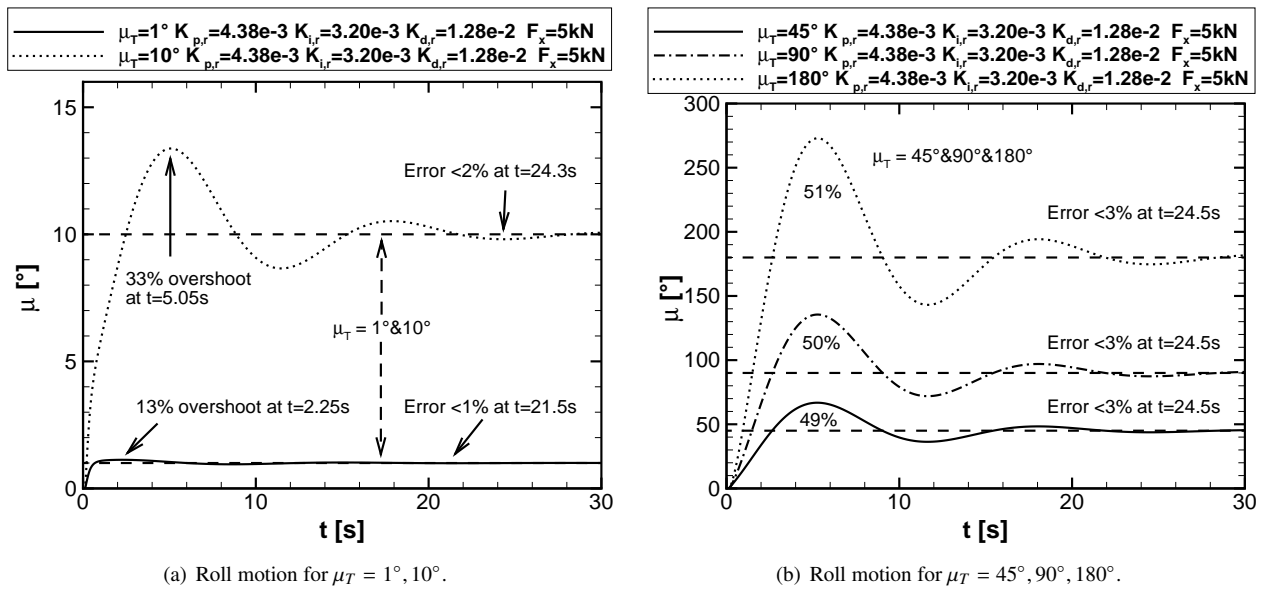 μT=1° Kp,r=4.38e-3 Ki,r=3.20e-3 Kd,r=1.28e-2 Fx=5kN
μT=10° Kp,r=4.38e-3 Ki,r=3.20e-3 Kd,r=1.28e-2 Fx=5kN
15
10
5
0
μ [°]
33% overshoot
at t=5.05s
Error <2% at t=24.3s
μT = 1°&10°
13% overshoot at t=2.25s
Error <1% at t=21.5s
0
10
20
30
t [s]
(a) Roll motion for μT = 1°, 10°.
μT=45° Kp,r=4.38e-3 Ki,r=3.20e-3 Kd,r=1.28e-2 Fx=5kN
μT=90° Kp,r=4.38e-3 Ki,r=3.20e-3 Kd,r=1.28e-2 Fx=5kN
μT=180° Kp,r=4.38e-3 Ki,r=3.20e-3 Kd,r=1.28e-2 Fx=5kN
300
250
200
150
100
50
0
μ [°]
μT = 45°&90°&180°
51%
Error <3% at t=24.5s
50%
Error <3% at t=24.5s
49%
Error <3% at t=24.5s
0
10
20
30
t [s]
(b) Roll motion for μT = 45°, 90°, 180°.